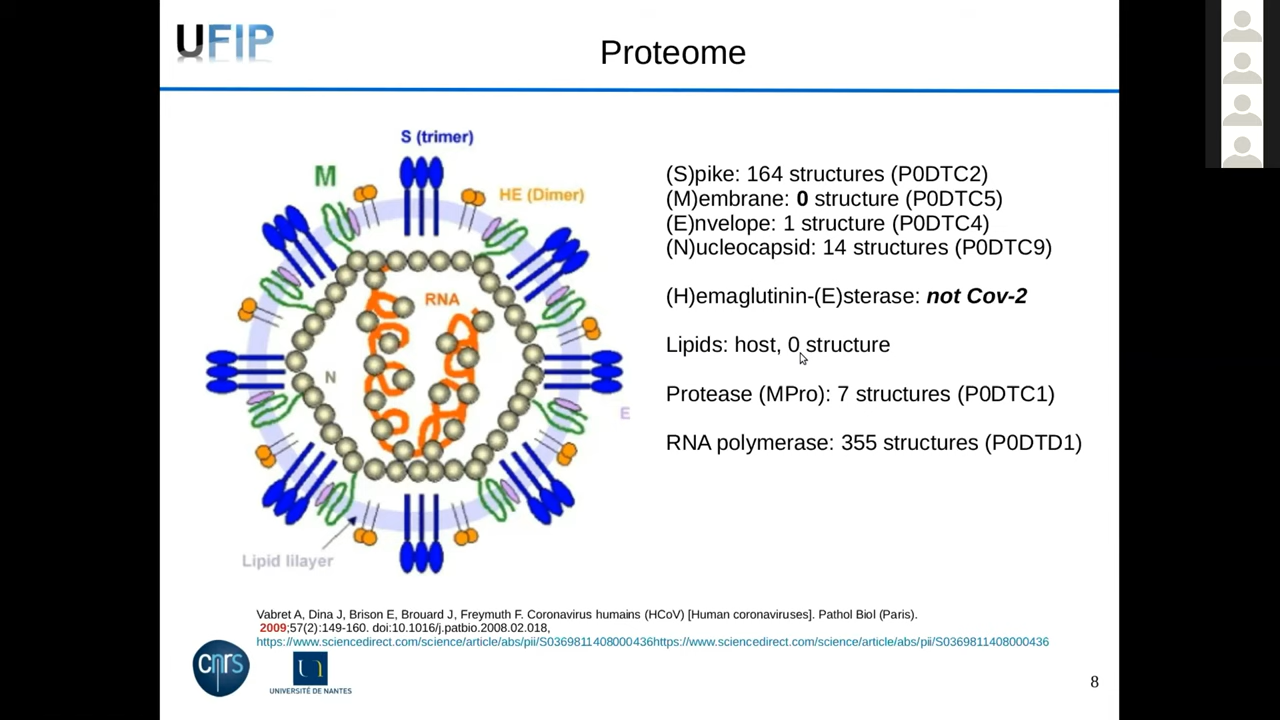 UFIP
Proteome
S (trimer)
M
HE (Dimer)
RNA
N
E
Lipid lilayer
(S)pike: 164 structures (P0DTC2)
(M)embrane: 0 structure (P0DTC5)
(E)nvelope: 1 structure (P0DTC4)
(N)ucleocapsid: 14 structures (P0DTC9)
(H)emaglutinin-(E)sterase: not Cov-2
Lipids: host, 0 structure
Protease (MPro): 7 structures (P0DTC1)
RNA polymerase: 355 structures (P0DTD1)
Vabret A, Dina J, Brison E, Brouard J, Freymuth F. Coronavirus humains (HCoV) [Human coronaviruses]. Pathol Biol (Paris).
2009;57(2):149-160. doi:10.1016/j.patbio.2008.02.018,
https://www.sciencedirect.com/science/article/abs/pii/S0369811408000436https://www.sciencedirect.com/science/article/abs/pii/S0369811408000436
cnrs
UNIVERSITÉ DE NANTES
8